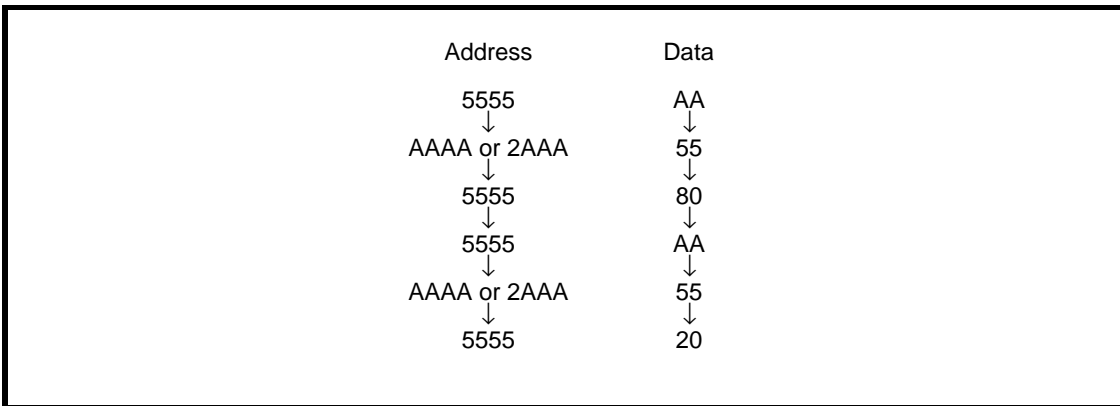 Address Data
5555 AA
↓ ↓
AAAA or 2AAA 55
↓ ↓
5555 80
↓ ↓
5555 AA
↓ ↓
AAAA or 2AAA 55
↓ ↓
5555 20